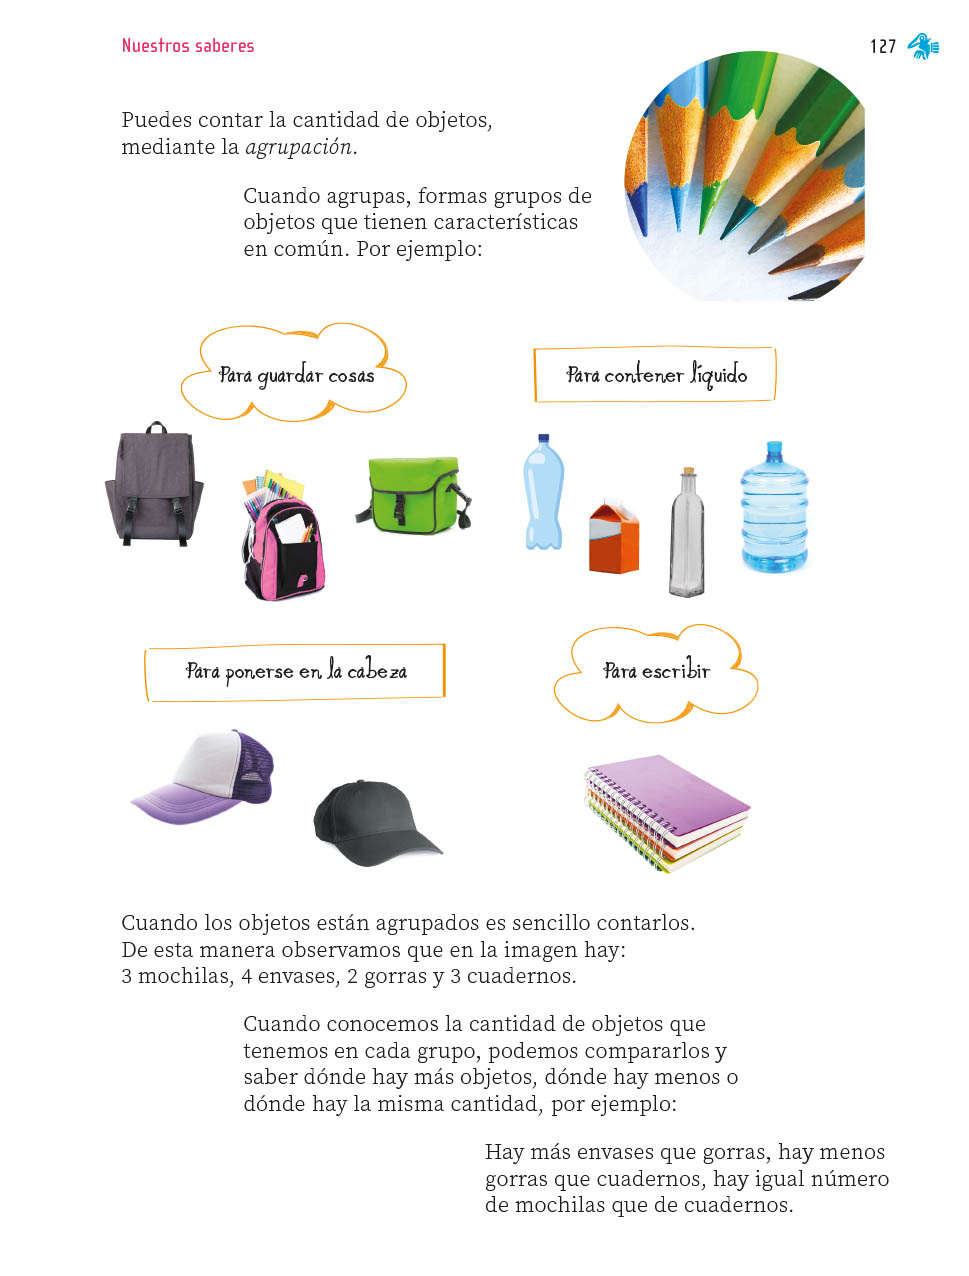 Nuestros saberes
127
Puedes contar la cantidad de objetos,
mediante la agrupación.
Cuando agrupas, formas grupos de
objetos que tienen características
en común. Por ejemplo:
Para guardar cosas
Para contener líquido
Para ponerse en la cabeza
Para escribir
Cuando los objetos están agrupados es sencillo contarlos.
De esta manera observamos que en la imagen hay:
3 mochilas, 4 envases, 2 gorras y 3 cuadernos.
Cuando conocemos la cantidad de objetos que
tenemos en cada grupo, podemos compararlos y
saber dónde hay más objetos, dónde hay menos o
dónde hay la misma cantidad, por ejemplo:
Hay más envases que gorras, hay menos
gorras que cuadernos, hay igual número
de mochilas que de cuadernos.